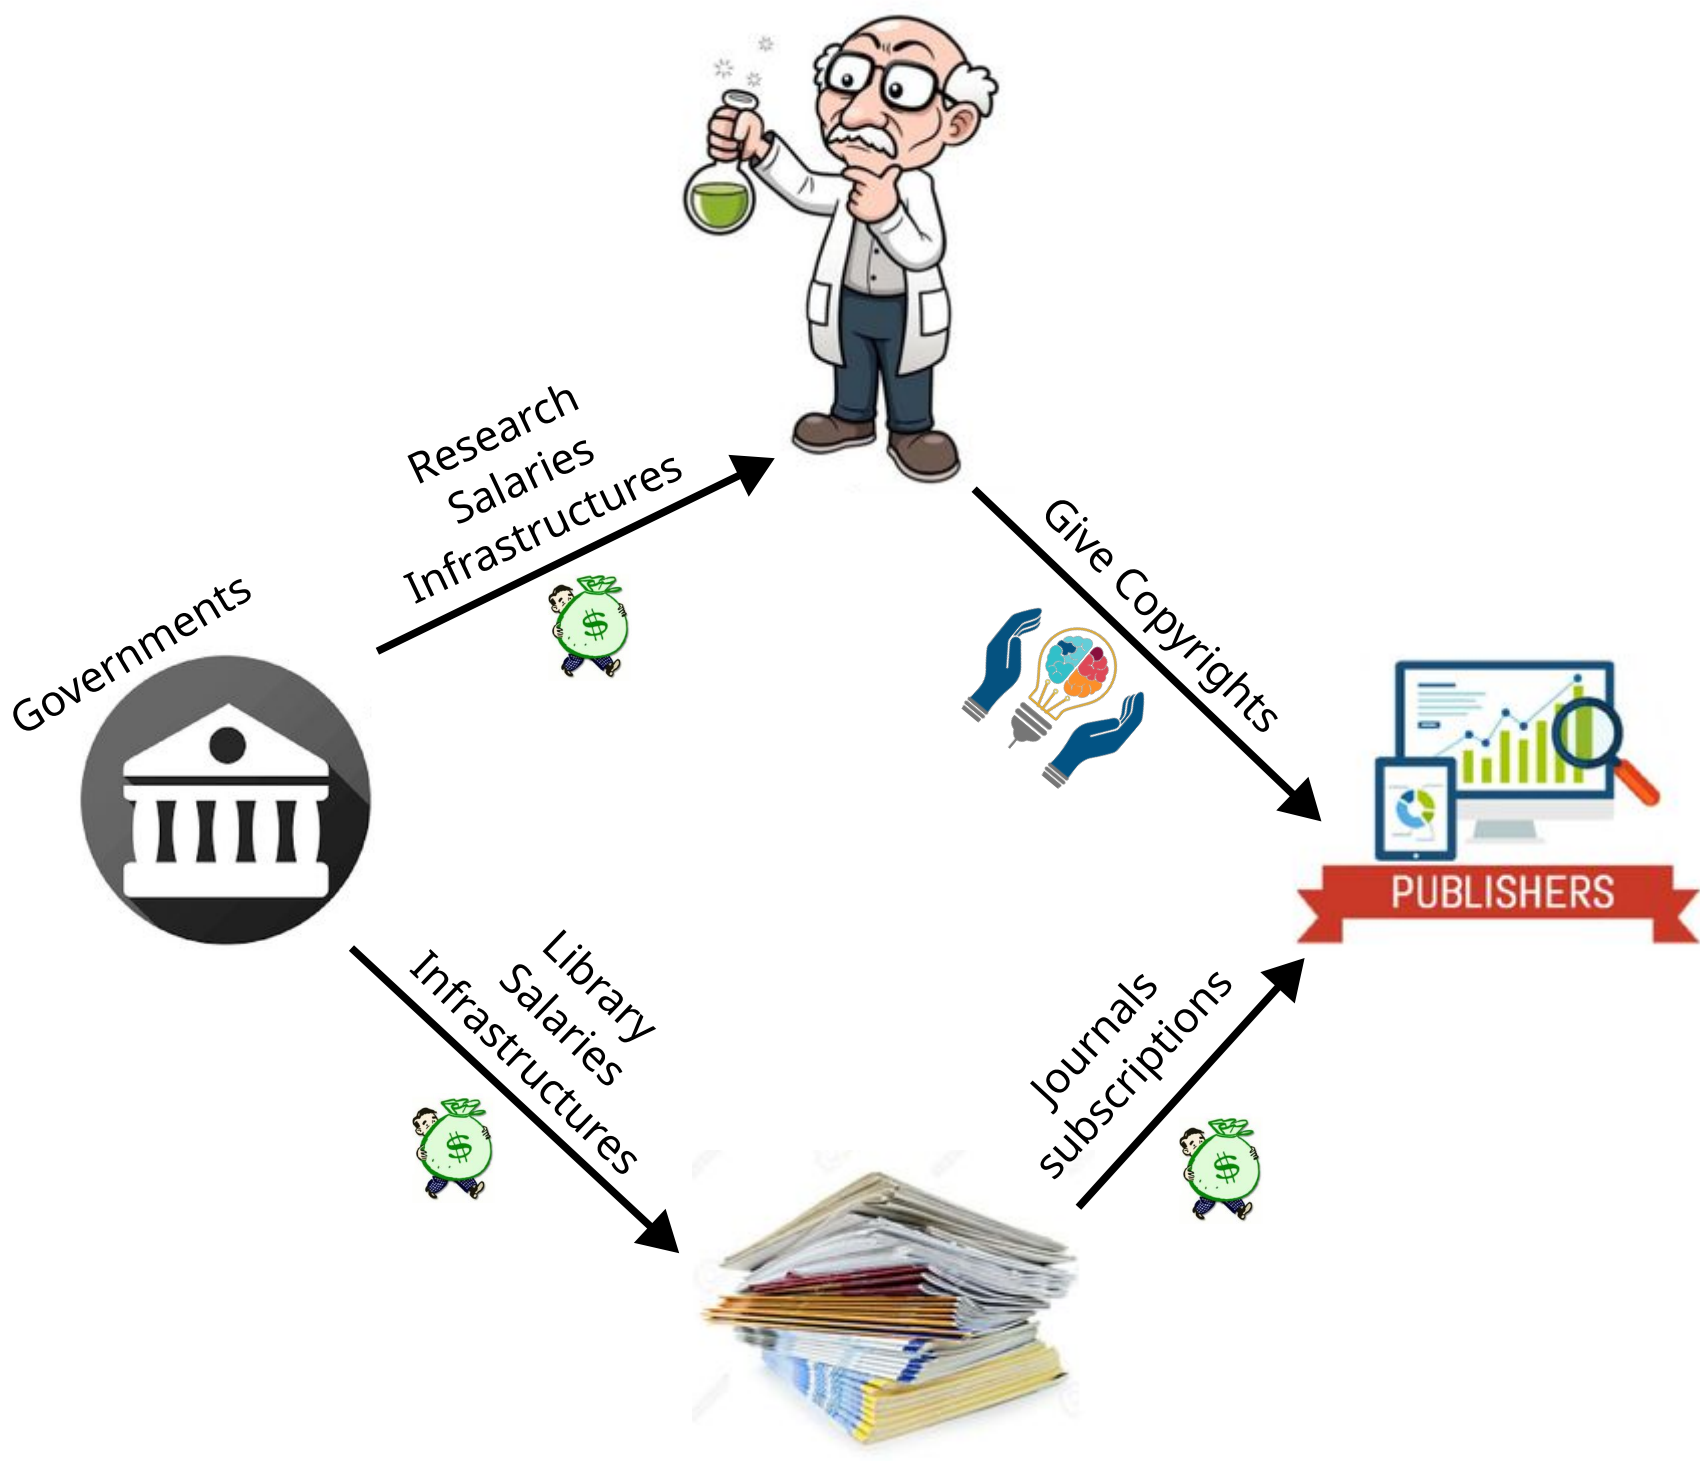 Research
Salaries
Infrastructures
Governments
Give Copyrights
PUBLISHERS
Library
Salaries
Infrastructures
Journals
subscriptions
$
$
$